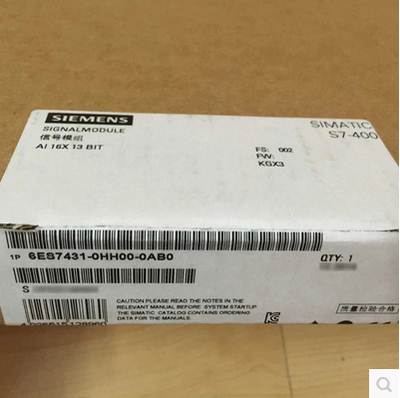 SIEMENS
SIGNALMODULE
信号模组
AI 16X 13 BIT
SIMATIC
S7-400
FS: 002
FW:
KGX3
1P 6ES7431-0HH00-0AB0
QTY: 1
S
CAUTION PLEASE READ THE NOTES IN THE
RELEVANT MANUAL BEFORE SYSTEM STARTUP
THE SIMATIC CATALOG CONTAINS ORDERING
DATA FOR THE MANUALS.
质量检验合格